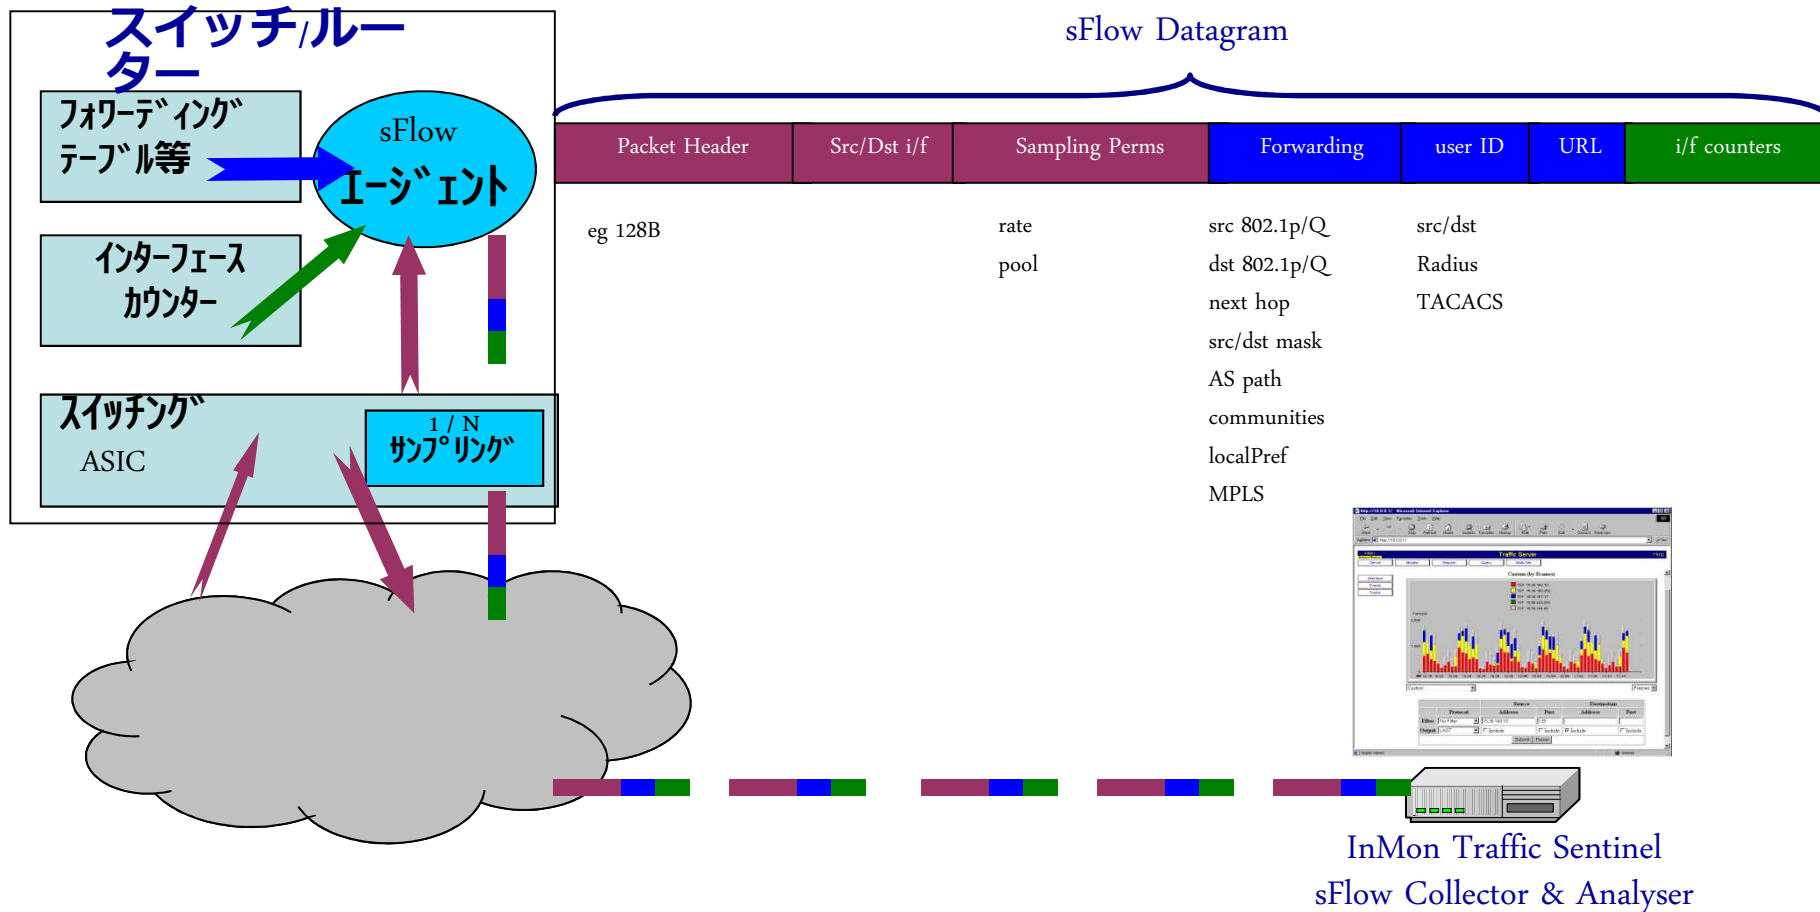 スイッチ/ルー
ター
フォワーディング
テーブル等
sFlow
エージェント
インターフェース
カウンター
スイッチング
ASIC
1 / N
サンプリング
sFlow Datagram
Packet Header
Src/Dst i/f
Sampling Perms
Forwarding
user ID
URL
i/f counters
eg 128B
rate
pool
src 802.1p/Q
dst 802.1p/Q
next hop
src/dst mask
AS path
communities
localPref
MPLS
src/dst
Radius
TACACS
Traffic Server
InMon Traffic Sentinel
sFlow Collector & Analyser